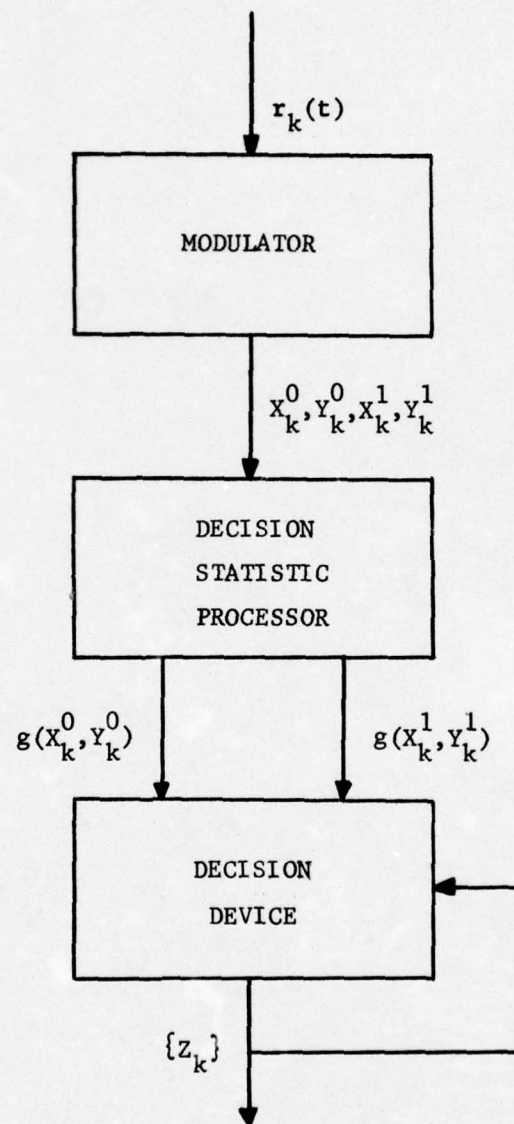 r_k(t)
MODULATOR
X_k^0,Y_k^0,X_k^1,Y_k^1
DECISION
STATISTIC
PROCESSOR
g(X_k^0,Y_k^0)
g(X_k^1,Y_k^1)
DECISION
DEVICE
{Z_k}